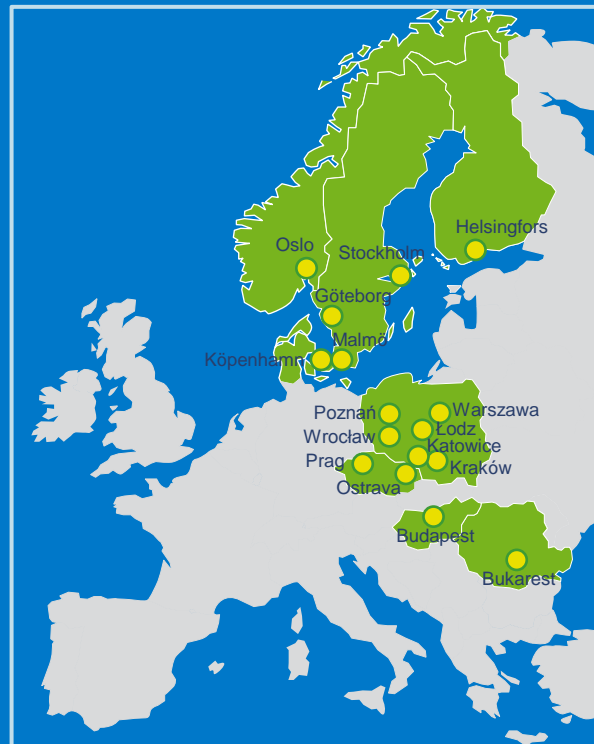 Helsingfors
Oslo
Stockholm
Göteborg
Malmö
Köpenhamn
Poznań
Warszawa
Łodz
Wrocław
Katowice
Prag
Kraków
Ostrava
Budapest
Bukarest